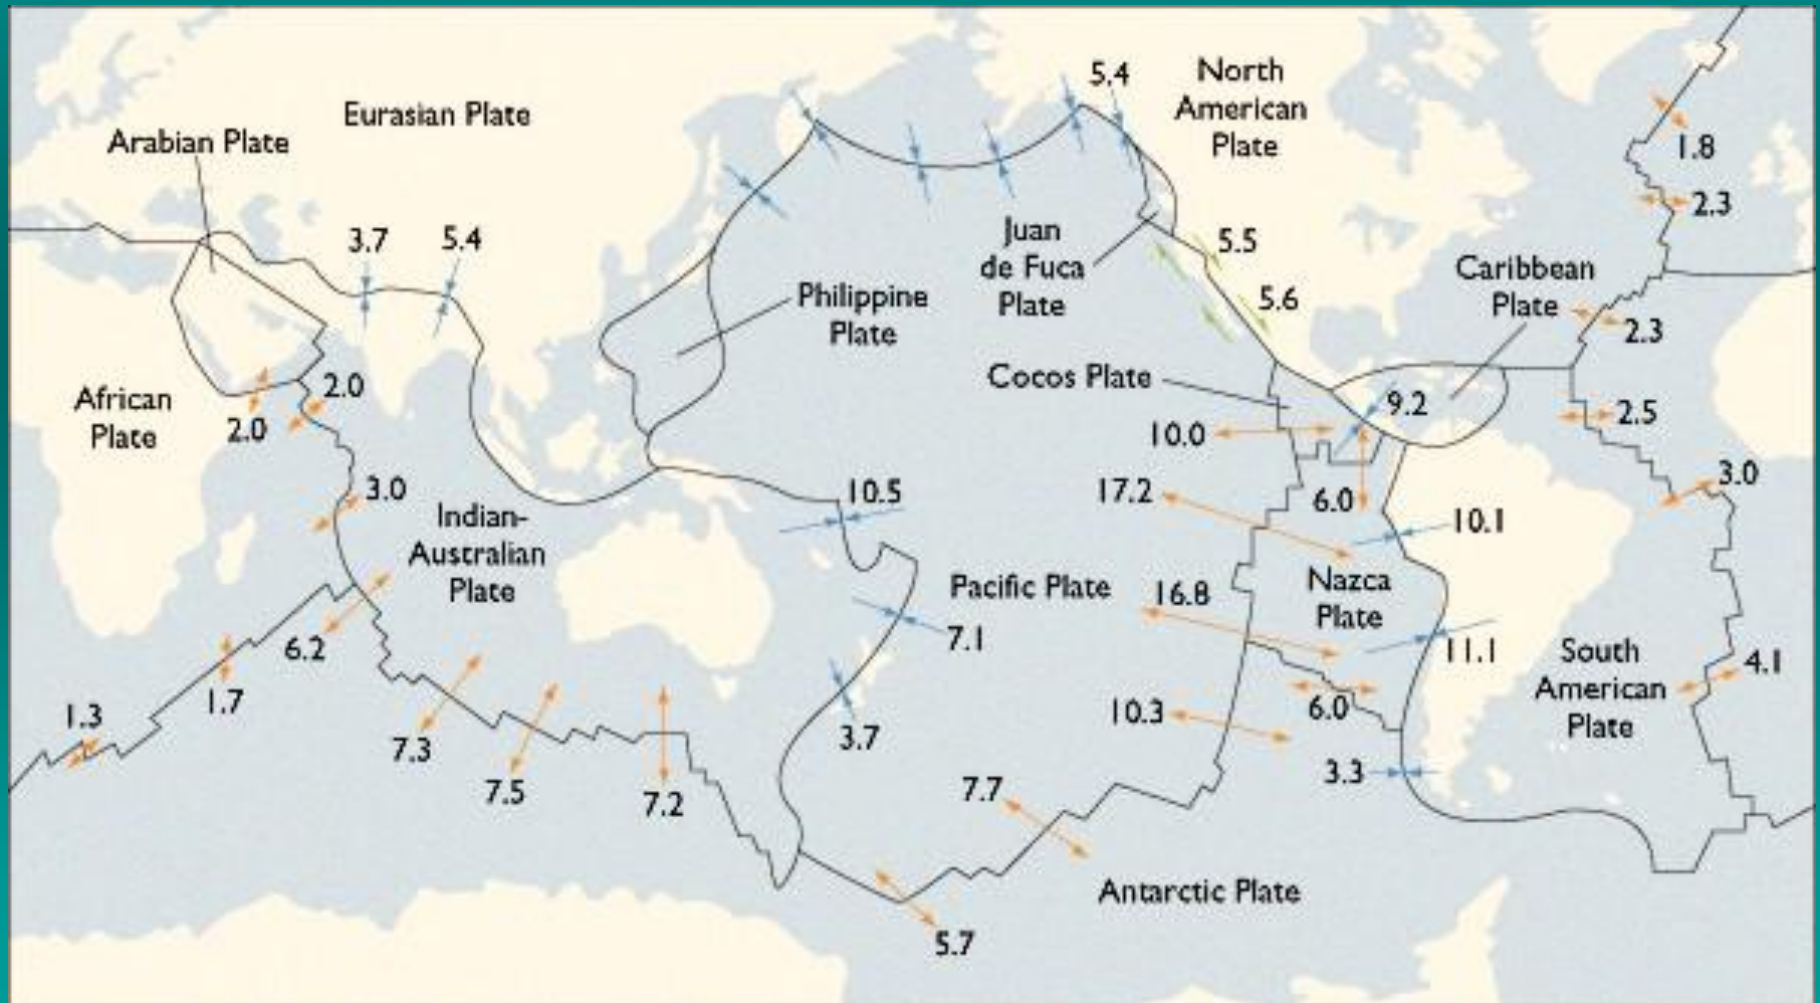 5.4
North
American
Plate
Eurasian Plate
Arabian Plate
1.8
2.3
3.7
5.4
Juan
de Fuca
Plate
5.5
Caribbean
Plate
Philippine
Plate
5.6
2.3
Cocos Plate
African
Plate
2.0
2.0
9.2
2.5
10.0
3.0
17.2
10.5
6.0
3.0
Indian-
Australian
Plate
10.1
Pacific Plate
16.8
Nazca
Plate
6.2
7.1
11.1
South
American
Plate
4.1
1.7
1.3
10.3
6.0
7.3
3.7
3.3
7.5
7.2
7.7
Antarctic Plate
5.7